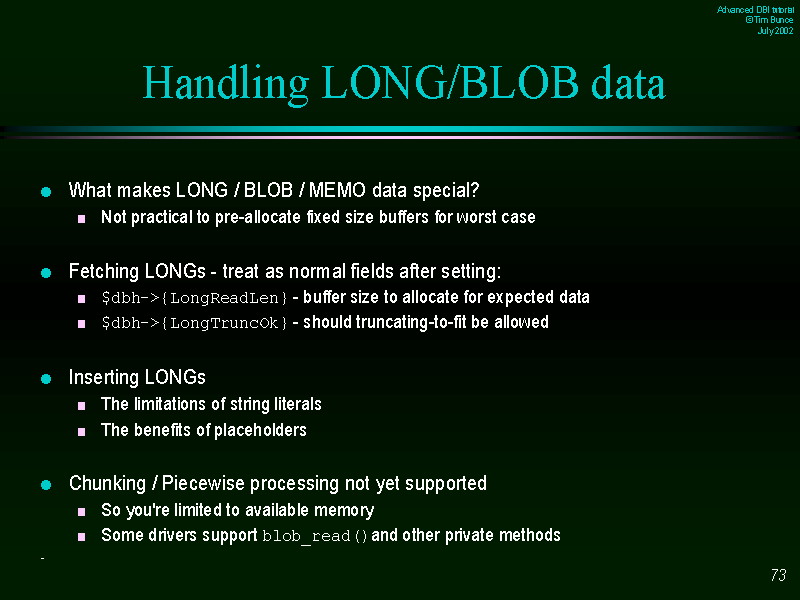 Advanced DBI tutorial
©Tim Bunce
July 2002
Handling LONG/BLOB data
What makes LONG / BLOB / MEMO data special?
Not practical to pre-allocate fixed size buffers for worst case
Fetching LONGs - treat as normal fields after setting:
$dbh->{LongReadLen} - buffer size to allocate for expected data
$dbh->{LongTruncOk} - should truncating-to-fit be allowed
Inserting LONGs
The limitations of string literals
The benefits of placeholders
Chunking / Piecewise processing not yet supported
So you're limited to available memory
Some drivers support blob_read()and other private methods
-
73